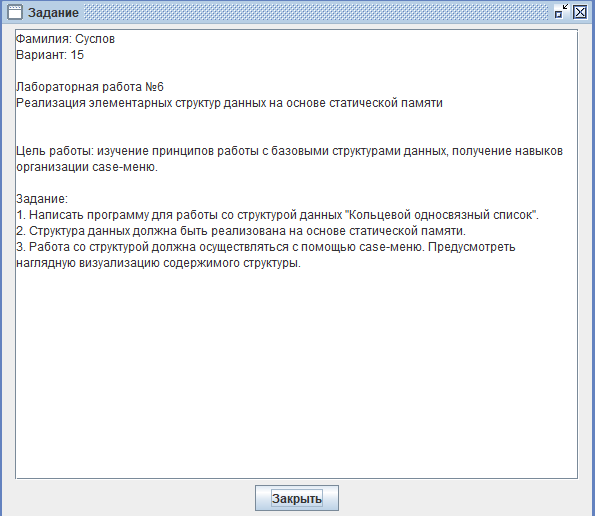 Задание
Фамилия: Суслов
Вариант: 15
Лабораторная работа №6
Реализация элементарных структур данных на основе статической памяти
Цель работы: изучение принципов работы с базовыми структурами данных, получение навыков
организации case-меню.
Задание:
1. Написать программу для работы со структурой данных "Кольцевой односвязный список".
2. Структура данных должна быть реализована на основе статической памяти.
3. Работа со структурой должна осуществляться с помощью case-меню. Предусмотреть
наглядную визуализацию содержимого структуры.
Закрыть